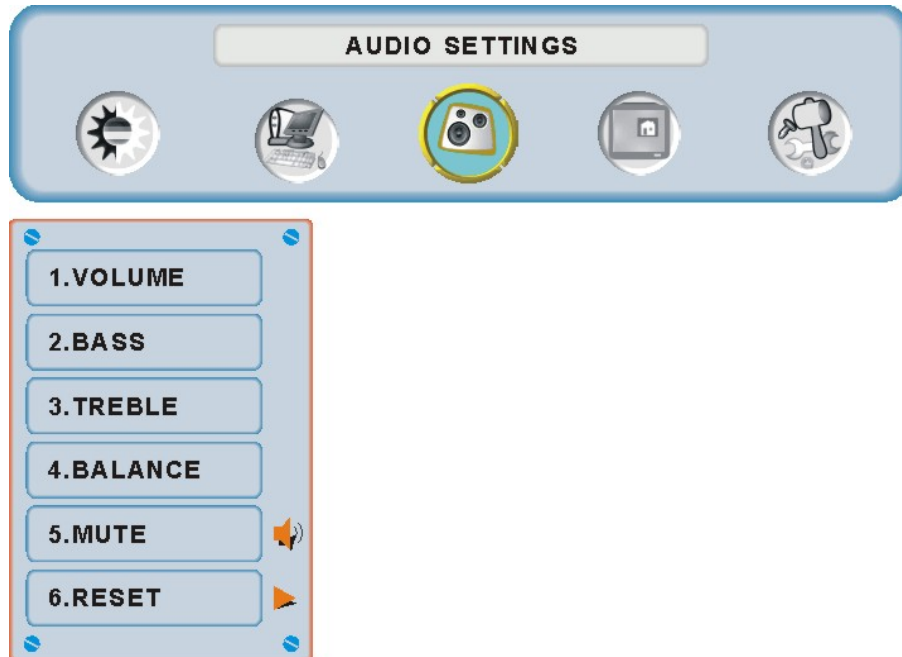 AUDIO SETTINGS
1.VOLUME
2.BASS
3.TREBLE
4.BALANCE
5.MUTE
6.RESET